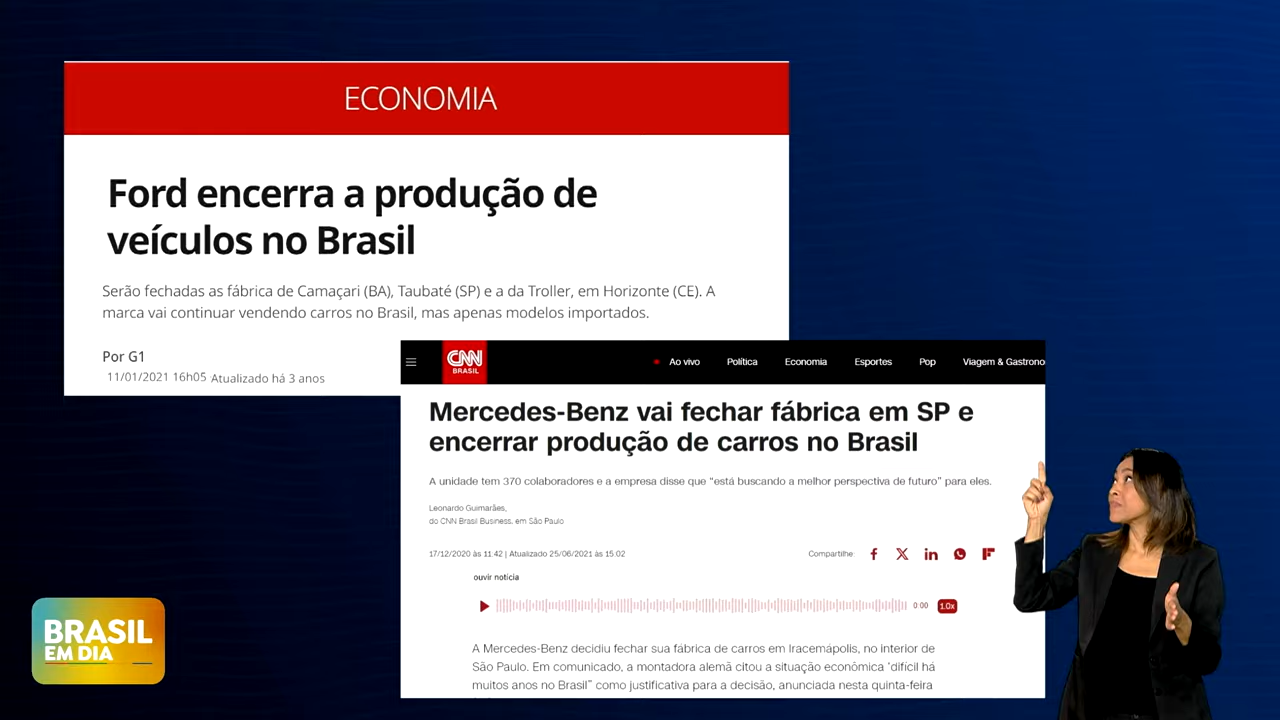 ECONOMIA
Ford encerra a produção de
veículos no Brasil
Serão fechadas as fábrica de Camaçari (BA), Taubaté (SP) e a da Troller, em Horizonte (CE). A
marca vai continuar vendendo carros no Brasil, mas apenas modelos importados.
Por G1
11/01/2021 16h05 Atualizado há 3 anos
CNN
BRASIL
Ao vivo Política Economia Esportes Pop Viagem & Gastrono
Mercedes-Benz vai fechar fábrica em SP e
encerrar produção de carros no Brasil
A unidade tem 370 colaboradores e a empresa disse que “está buscando a melhor perspectiva de futuro” para eles.
Leonardo Guimarães,
do CNN Brasil Business, em São Paulo
17/12/2020 às 11:42 | Atualizado 25/06/2021 às 15:02
Compartilhe:
ouvir notícia
0:00 1.0x
A Mercedes-Benz decidiu fechar sua fábrica de carros em Iracemápolis, no interior de
São Paulo. Em comunicado, a montadora alemã citou a situação econômica "difícil há
muitos anos no Brasil" como justificativa para a decisão, anunciada nesta quinta-feira
BRASIL
EM DIA